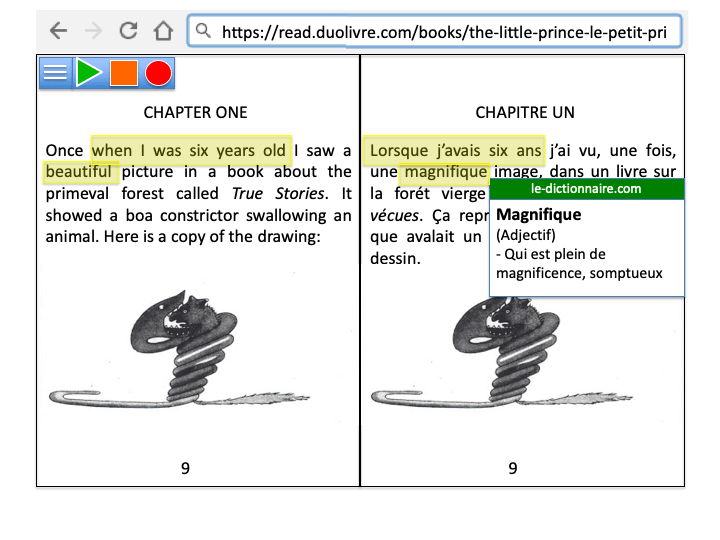 https://read.duolivre.com/books/the-little-prince-le-petit-pri
CHAPTER ONE
Once when I was six years old I saw a
beautiful picture in a book about the
primeval forest called True Stories. It
showed a boa constrictor swallowing an
animal. Here is a copy of the drawing:
9
CHAPITRE UN
Lorsque j’avais six ans j’ai vu, une fois,
une magnifique image, dans un livre sur
la forét vierge
vécues. Ça repr
que avalait un
dessin.
le-dictionnaire.com
Magnifique
(Adjectif)
- Qui est plein de
magnificence, somptueux
9